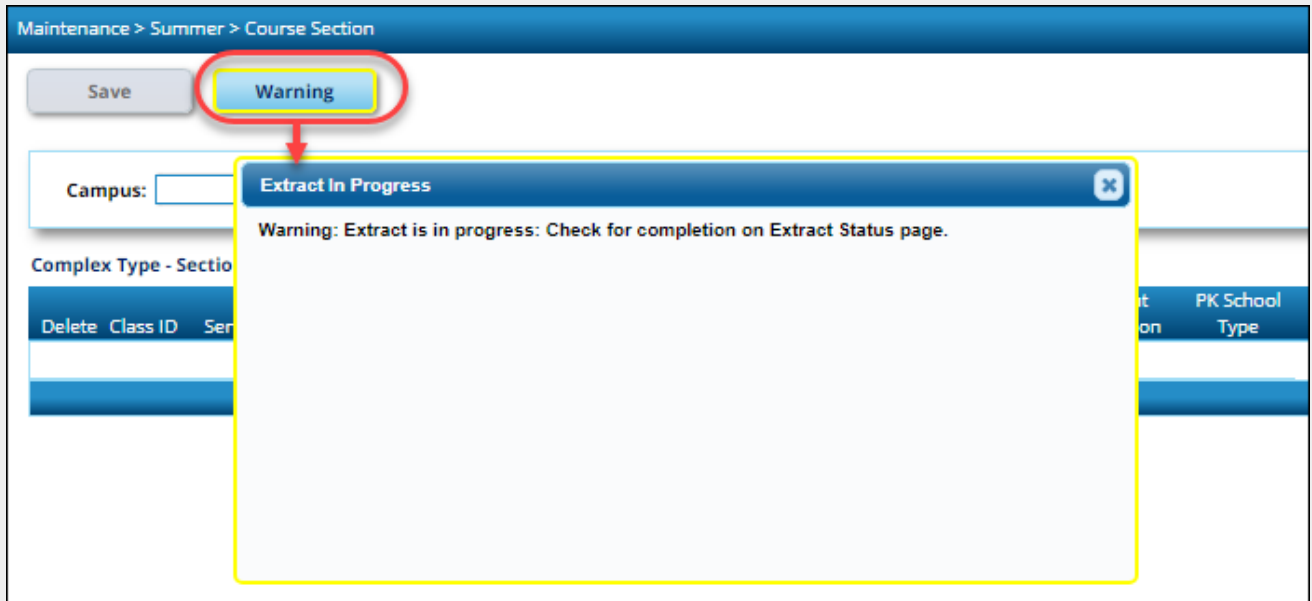 Maintenance > Summer > Course Section
Save
Warning
Campus:
Extract In Progress
Warning: Extract is in progress: Check for completion on Extract Status page.
Complex Type - Sectio
PK School
Delete Class ID Ser on Type